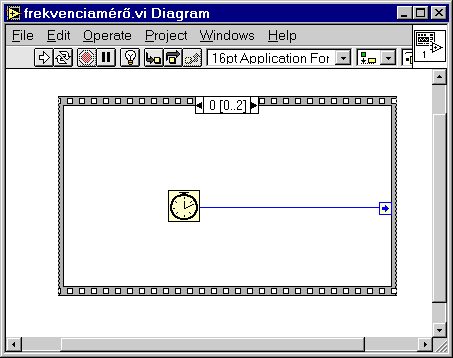 frekvenciamérő.vi Diagram
File Edit Operate Project Windows Help
16pt Application For
1
0 [0..2]